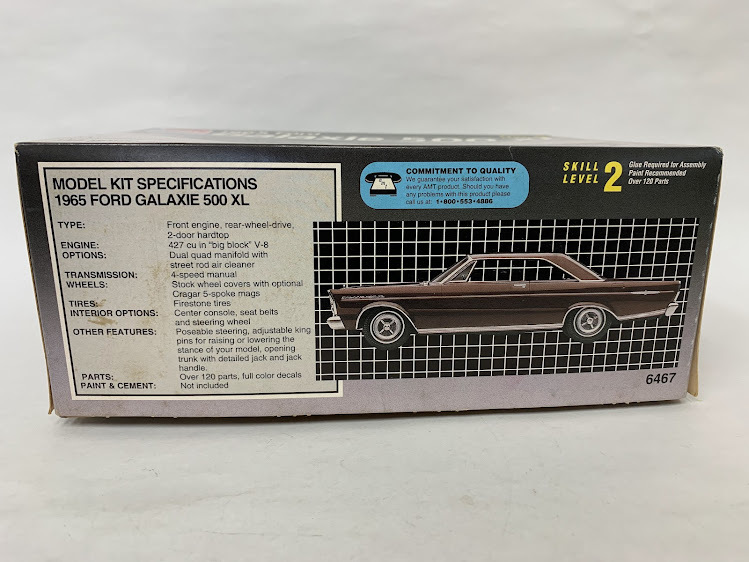 MODEL KIT SPECIFICATIONS
1965 FORD GALAXIE 500 XL
TYPE: Front engine, rear-wheel-drive,
2-door hardtop
ENGINE: 427 cu in "big block" V-8
OPTIONS: Dual quad manifold with
street rod air cleaner
TRANSMISSION: 4-speed manual
WHEELS: Stock wheel covers with optional
Cragar 5-spoke mags
TIRES: Firestone tires
INTERIOR OPTIONS: Center console, seat belts
and steering wheel
OTHER FEATURES: Poseable steering, adjustable king
pins for raising or lowering the
stance of your model, opening
trunk with detailed jack and jack
handle.
PARTS: Over 120 parts, full color decals
PAINT & CEMENT: Not included
COMMITMENT TO QUALITY
We guarantee your satisfaction with
every AMT product. Should you have
any problems with this product please
call us at: 1•800•553•4886
SKILL
LEVEL 2
Glue Required for Assembly
Paint Recommended
Over 120 Parts
6467